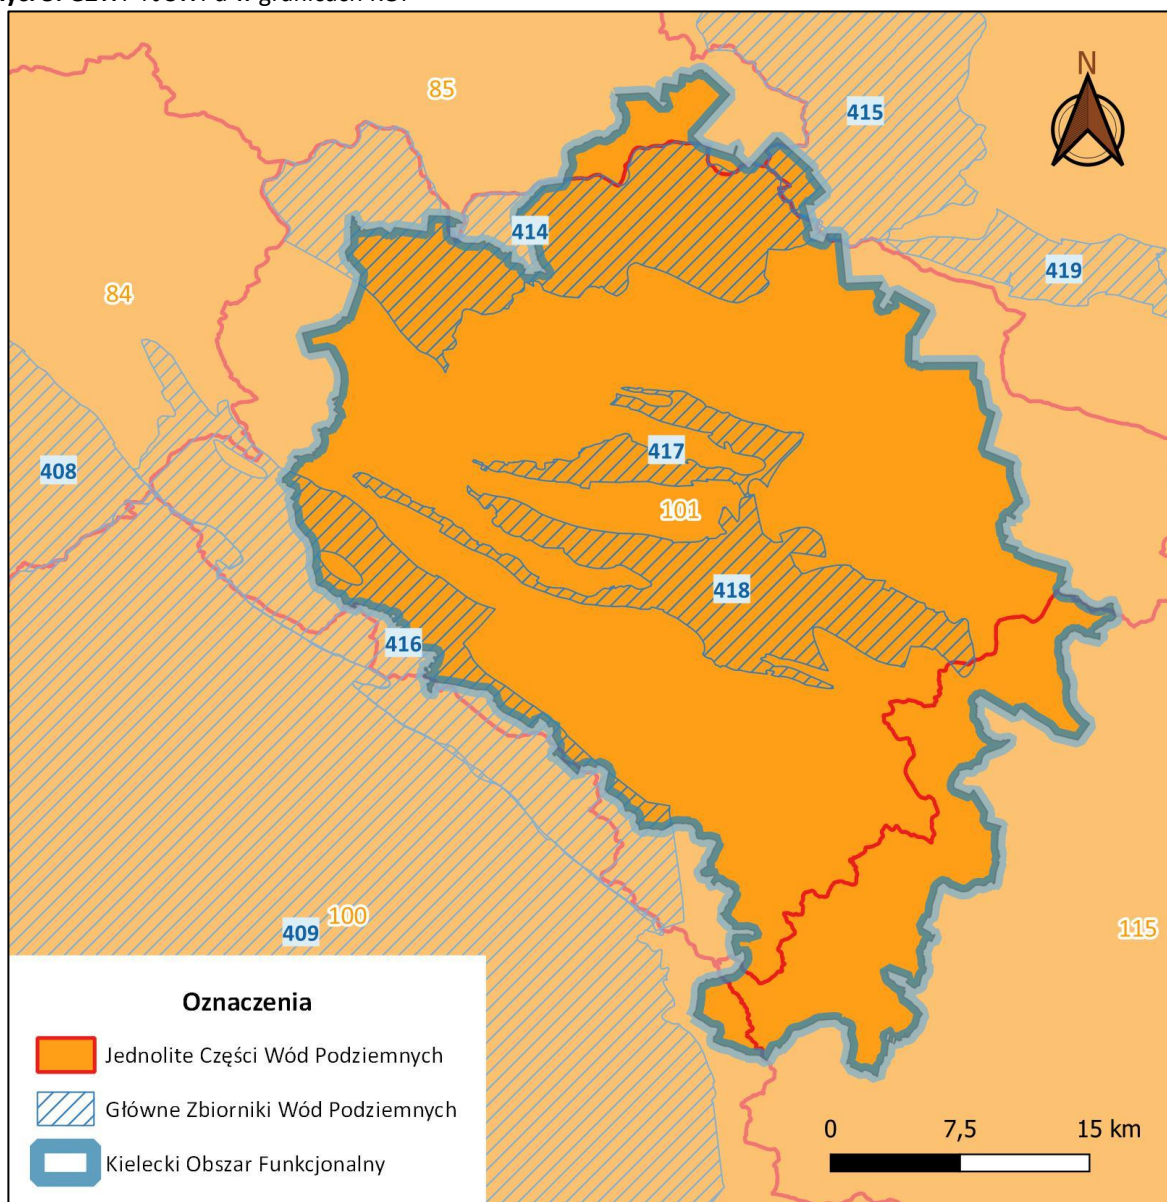 w granicach
N
85
415
414
419
84
408
417
101
418
416
100
409
115
Oznaczenia
Jednolite Części Wód Podziemnych
Główne Zbiorniki Wód Podziemnych
Kielecki Obszar Funkcjonalny
0 7,5 15 km